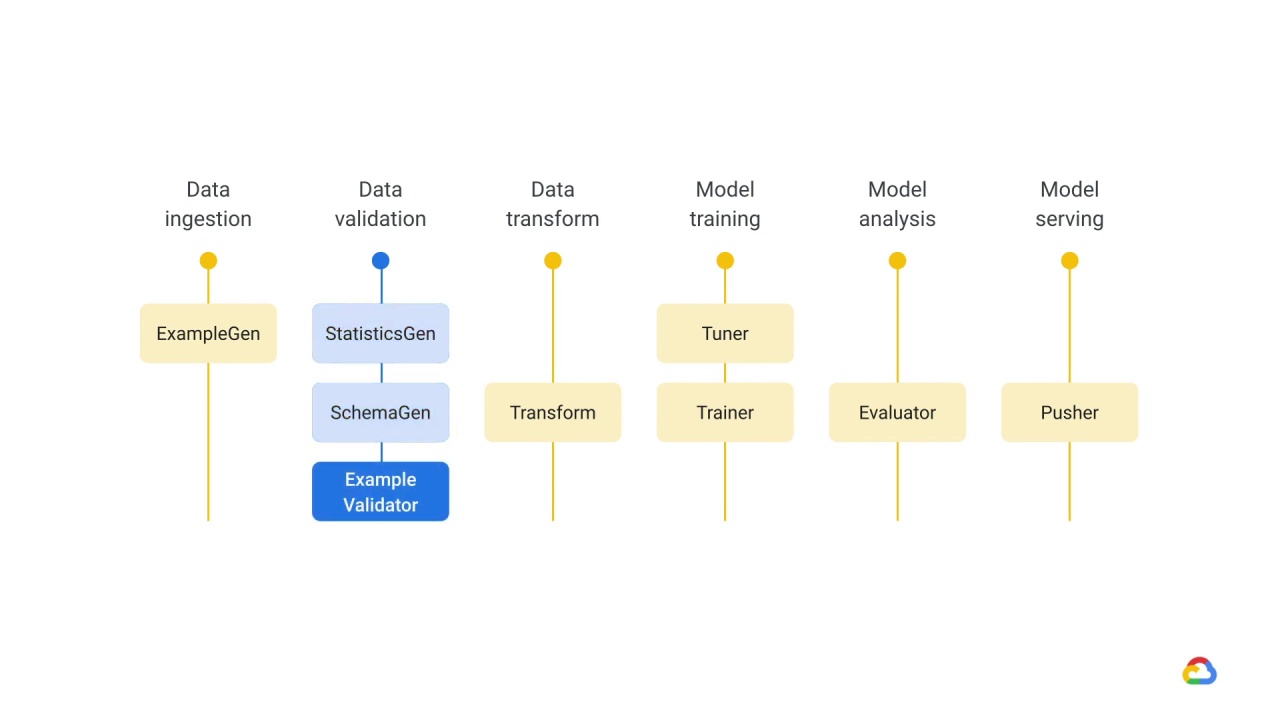 Data
ingestion
Data
validation
Data
transform
Model
training
Model
analysis
Model
serving
ExampleGen
StatisticsGen
Tuner
SchemaGen
Transform
Trainer
Evaluator
Pusher
Example
Validator